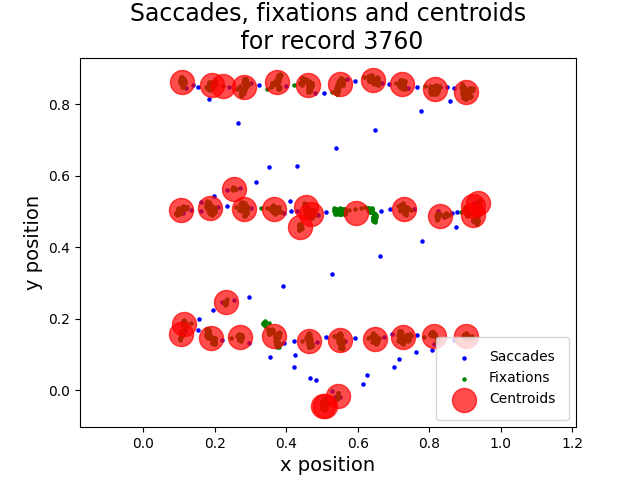 Saccades, fixations and centroids
for record 3760
y position
0.8
0.6
0.4
0.2
0.0
0.0 0.2 0.4 0.6 0.8 1.0 1.2
x position
Saccades
Fixations
Centroids